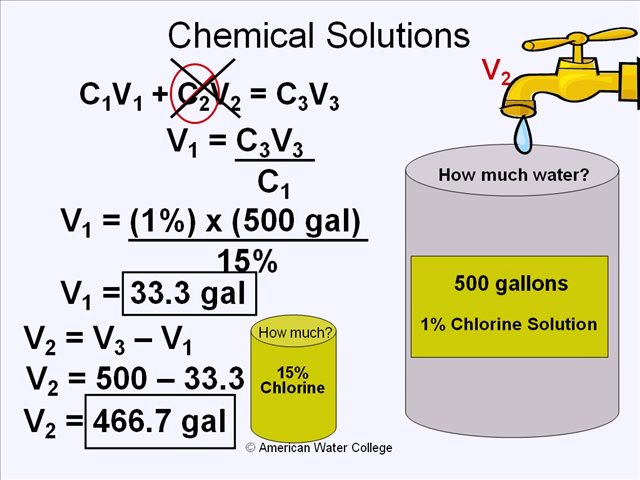 Chemical Solutions
V₂
C₁V₁ + C₂V₂ = C₃V₃
V₁ = C₃V₃
C₁
How much water?
V₁ = (1%) x (500 gal)
15%
V₁ = 33.3 gal
500 gallons
1% Chlorine Solution
V₂ = V₃ – V₁
How much?
V₂ = 500 – 33.3
15%
Chlorine
V₂ = 466.7 gal
© American Water College